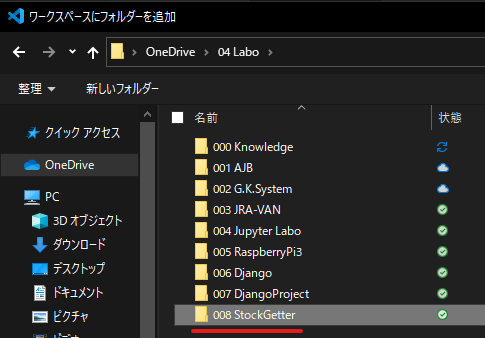 ワークスペースにフォルダーを追加
OneDrive > 04 Labo >
整理 新しいフォルダー
名前 状態
クイック アクセス
OneDrive
PC
3D オブジェクト
ダウンロード
デスクトップ
ドキュメント
ピクチャ
000 Knowledge
001 AJB
002 G.K.System
003 JRA-VAN
004 Jupyter Labo
005 RaspberryPi3
006 Django
007 DjangoProject
008 StockGetter